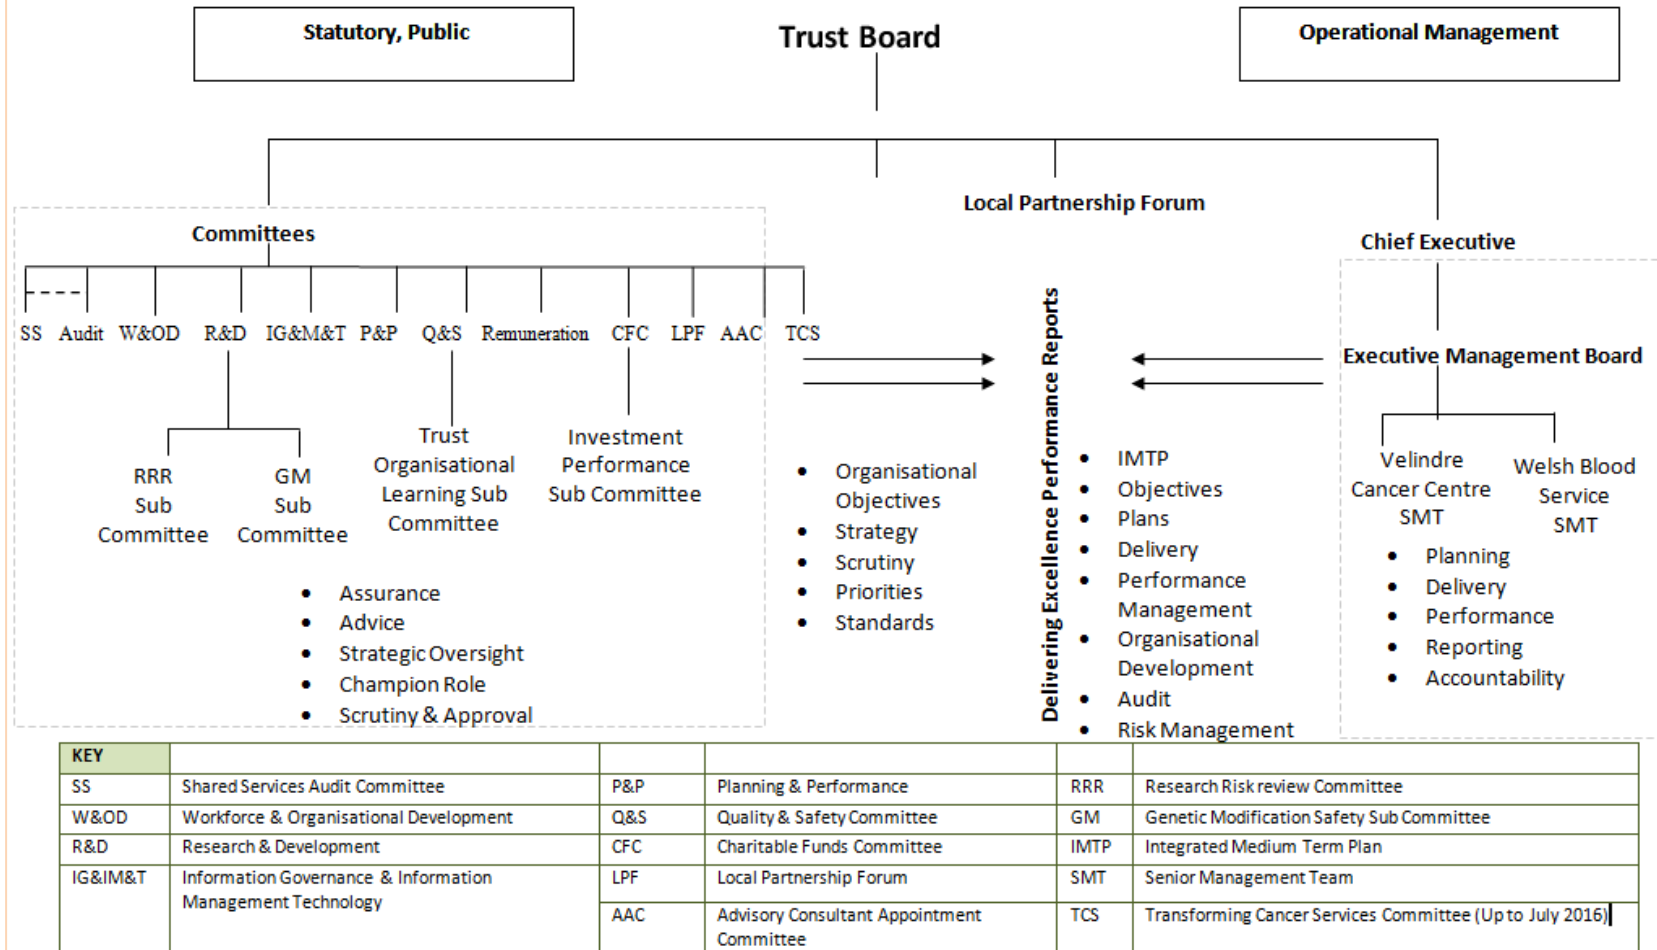 Statutory, Public
Trust Board
Operational Management
Local Partnership Forum
Committees
Chief Executive
SS Audit W&OD R&D IG&M&T P&P Q&S Remuneration CFC LPF AAC TCS
Executive Management Board
Delivering Excellence Performance Reports
RRR
Sub
Committee
GM
Sub
Committee
Trust
Organisational
Learning Sub
Committee
Investment
Performance
Sub Committee
• Assurance
• Advice
• Strategic Oversight
• Champion Role
• Scrutiny & Approval
• Organisational
Objectives
• Strategy
• Scrutiny
• Priorities
• Standards
• IMTP
• Objectives
• Plans
• Delivery
• Performance
Management
• Organisational
Development
• Audit
• Risk Management
Velindre
Cancer Centre
SMT
Welsh Blood
Service
SMT
• Planning
• Delivery
• Performance
• Reporting
• Accountability
KEY
SS Shared Services Audit Committee P&P Planning & Performance RRR Research Risk review Committee
W&OD Workforce & Organisational Development Q&S Quality & Safety Committee GM Genetic Modification Safety Sub Committee
R&D Research & Development CFC Charitable Funds Committee IMTP Integrated Medium Term Plan
IG&IM&T Information Governance & Information LPF Local Partnership Forum SMT Senior Management Team
Management Technology
AAC Advisory Consultant Appointment TCS Transforming Cancer Services Committee (Up to July 2016)
Committee